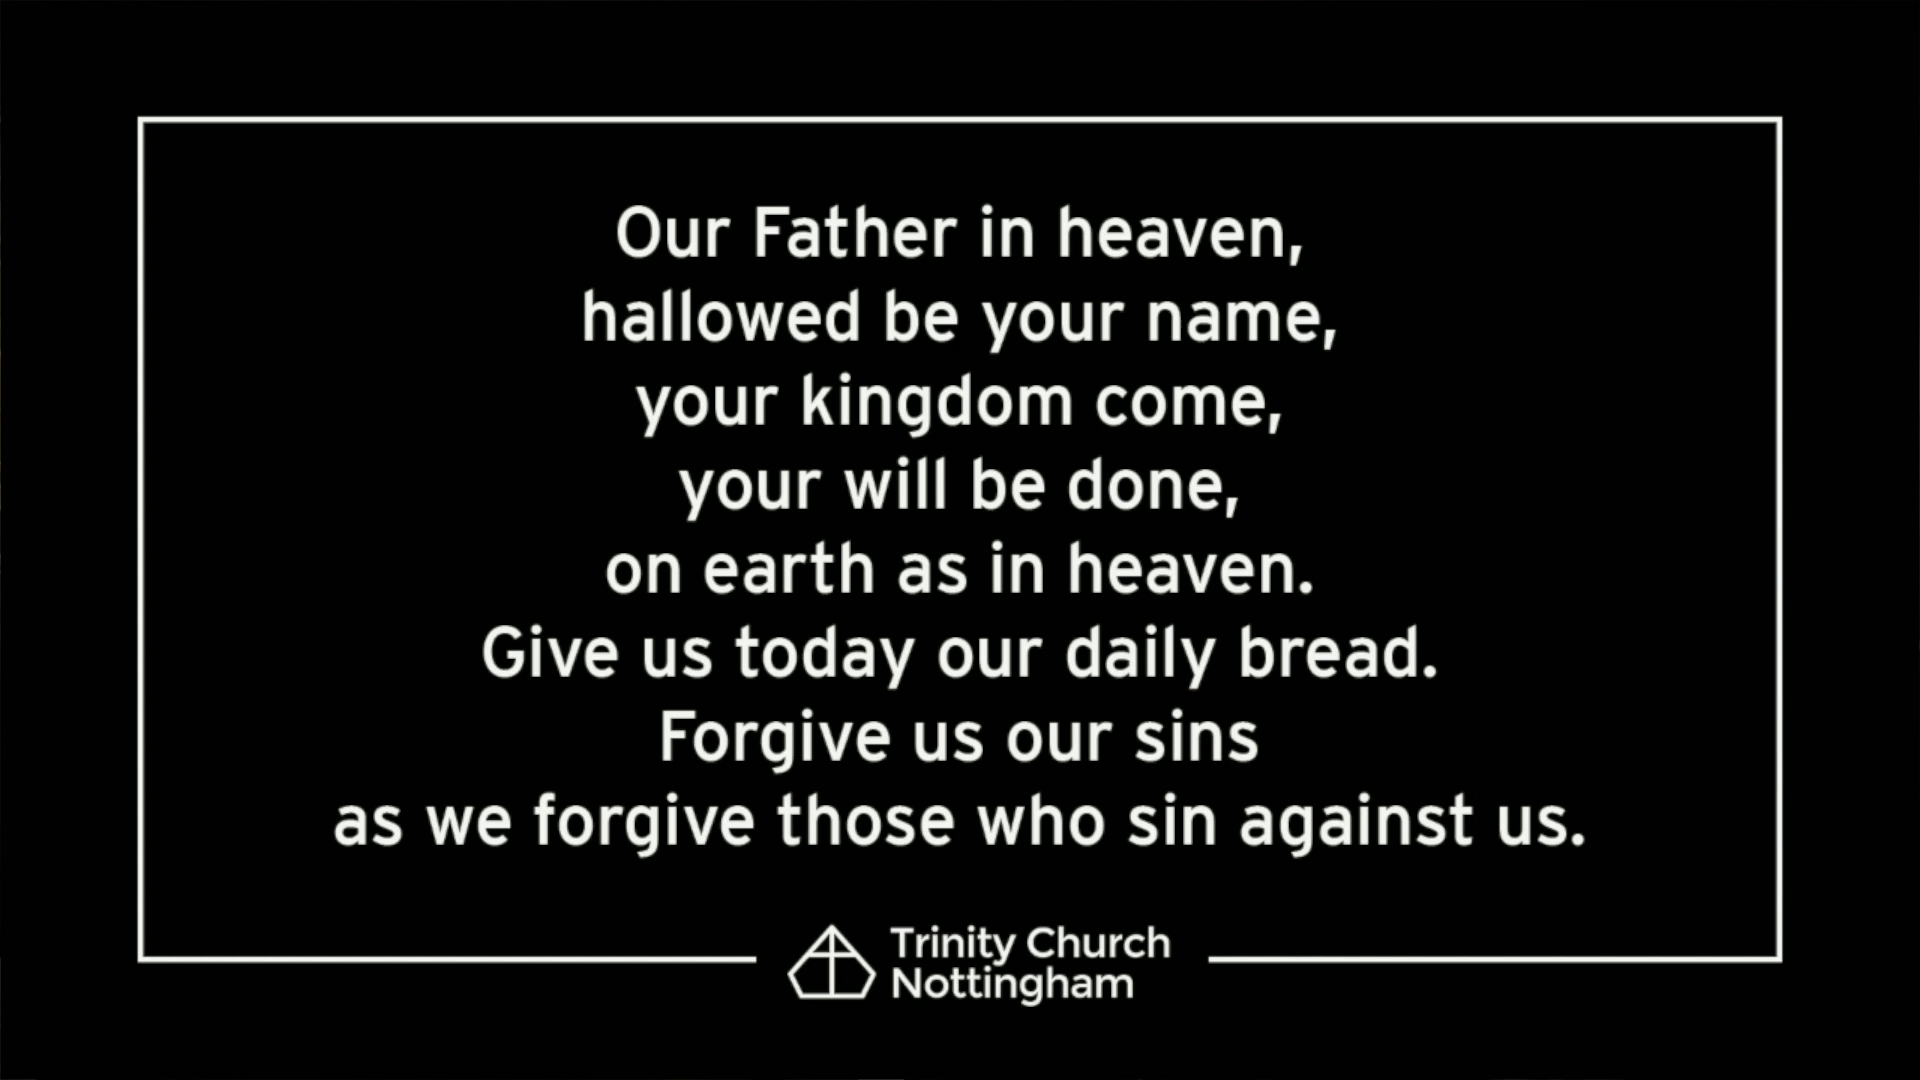 Our Father in heaven,
hallowed be your name,
your kingdom come,
your will be done,
on earth as in heaven.
Give us today our daily bread.
Forgive us our sins
as we forgive those who sin against us.
Trinity Church
Nottingham